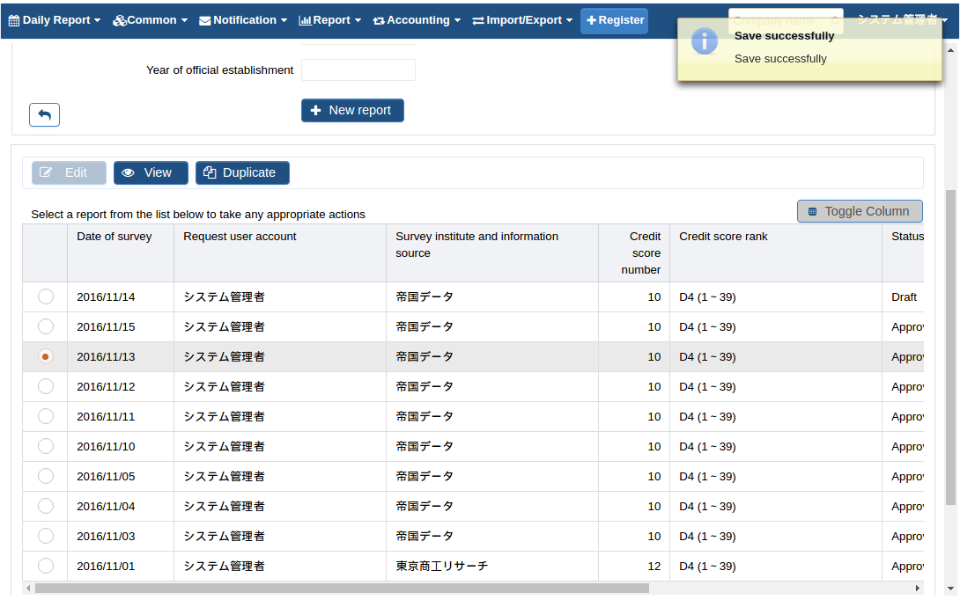 Daily Report Common Notification Report Accounting Import/Export Register システム管理者
Save successfully
Save successfully
Year of official establishment
New report
Edit View Duplicate
Select a report from the list below to take any appropriate actions
Toggle Column
Date of survey Request user account Survey institute and information source Credit score number Credit score rank Status
2016/11/14 システム管理者 帝国データ 10 D4 (1 ~ 39) Draft
2016/11/15 システム管理者 帝国データ 10 D4 (1 ~ 39) Approv
2016/11/13 システム管理者 帝国データ 10 D4 (1 ~ 39) Approv
2016/11/12 システム管理者 帝国データ 10 D4 (1 ~ 39) Approv
2016/11/11 システム管理者 帝国データ 10 D4 (1 ~ 39) Approv
2016/11/10 システム管理者 帝国データ 10 D4 (1 ~ 39) Approv
2016/11/05 システム管理者 帝国データ 10 D4 (1 ~ 39) Approv
2016/11/04 システム管理者 帝国データ 10 D4 (1 ~ 39) Approv
2016/11/03 システム管理者 帝国データ 10 D4 (1 ~ 39) Approv
2016/11/01 システム管理者 東京商工リサーチ 12 D4 (1 ~ 39) Approv